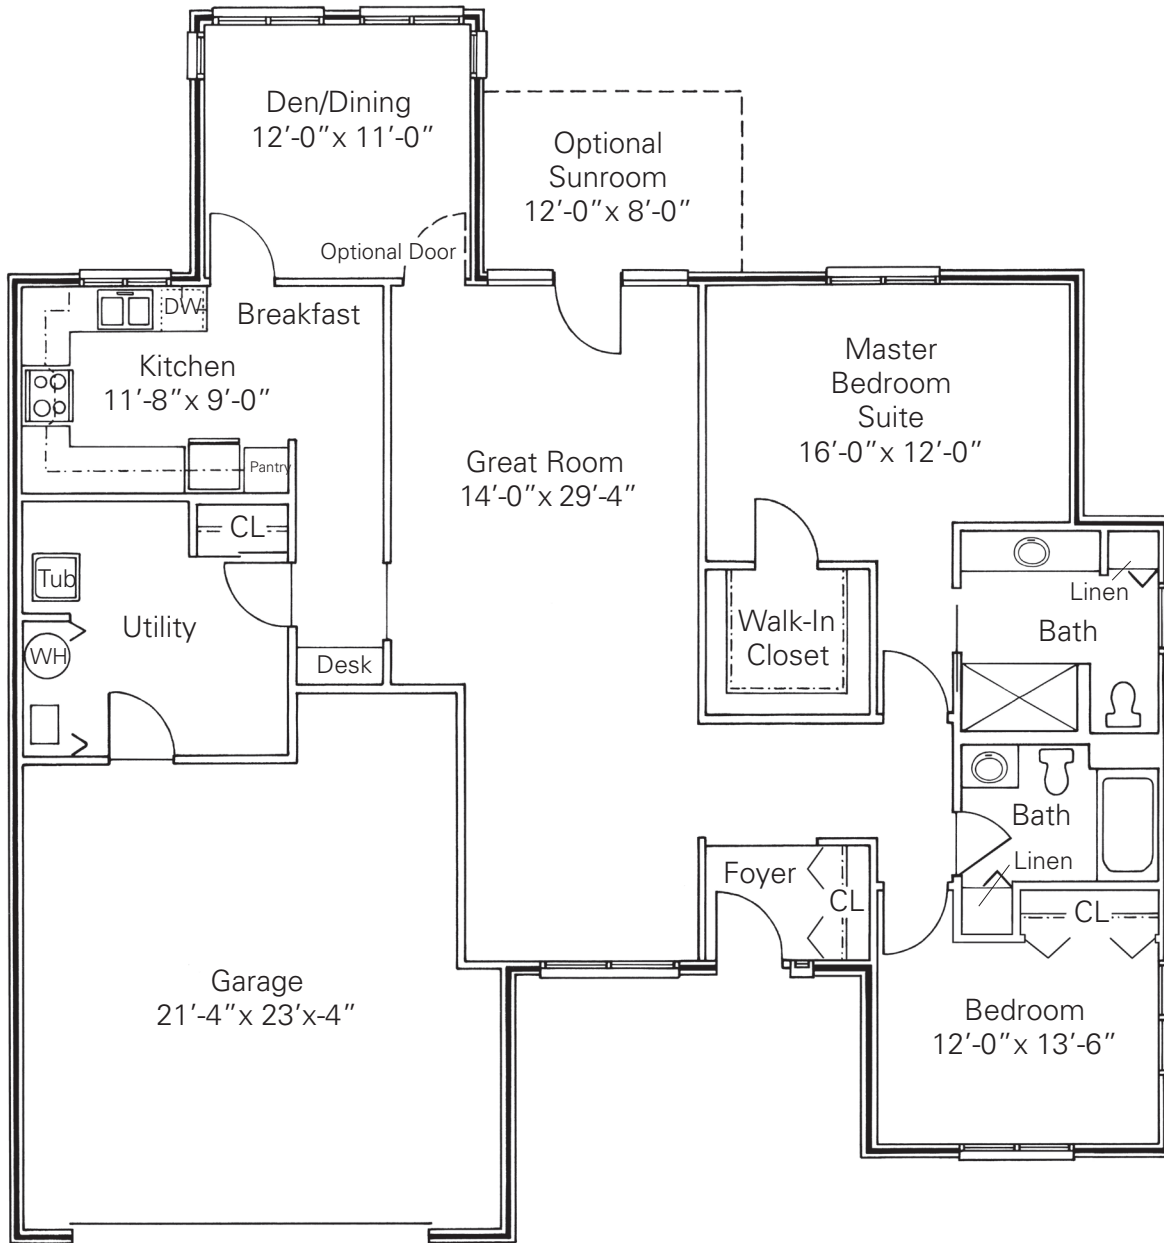 Den/Dining
12'-0"x 11'-0"
Optional
Sunroom
12'-0"x 8'-0"
Optional Door
DW
Breakfast
Kitchen
11'-8"x 9'-0"
Pantry
Master
Bedroom
Suite
16'-0"x 12'-0"
Great Room
14'-0"x 29'-4"
CL
Tub
Utility
WH
Desk
Walk-In
Closet
Linen
Bath
Bath
Linen
Foyer
CL
CL
Garage
21'-4"x 23'x-4"
Bedroom
12'-0"x 13'-6"